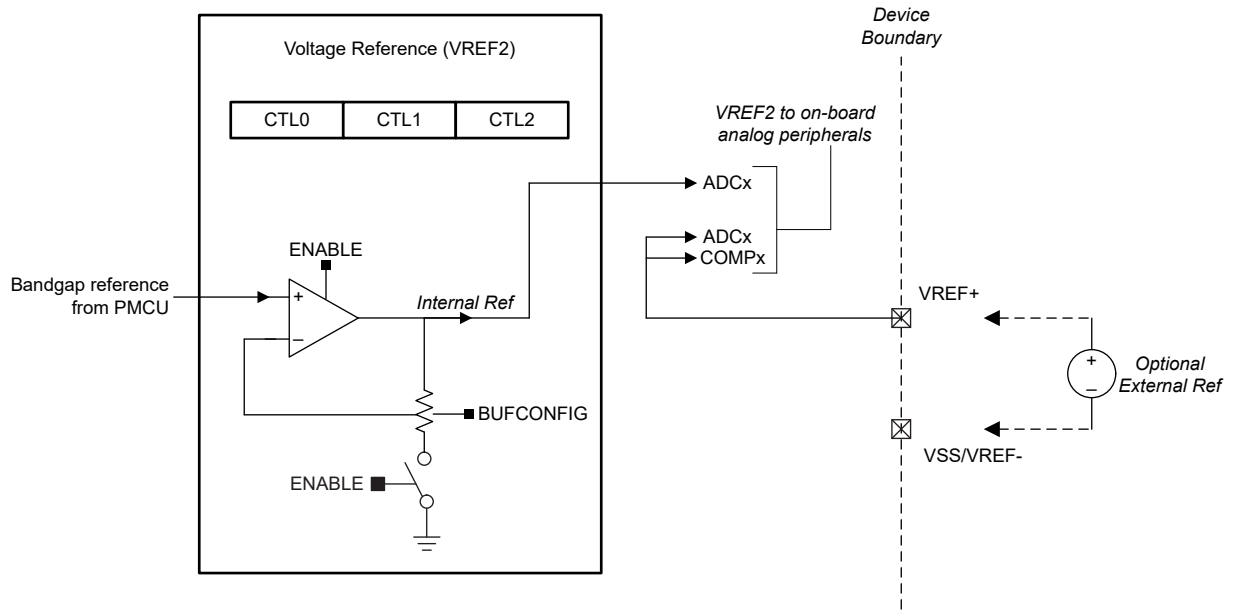 Device
Boundary
Voltage Reference (VREF2)
CTL0 CTL1 CTL2
VREF2 to on-board
analog peripherals
ADCx
ADCx
COMPx
ENABLE
Bandgap reference
from PMCU
+
−
Internal Ref
VREF+
+
−
Optional
External Ref
BUFCONFIG
VSS/VREF-
ENABLE